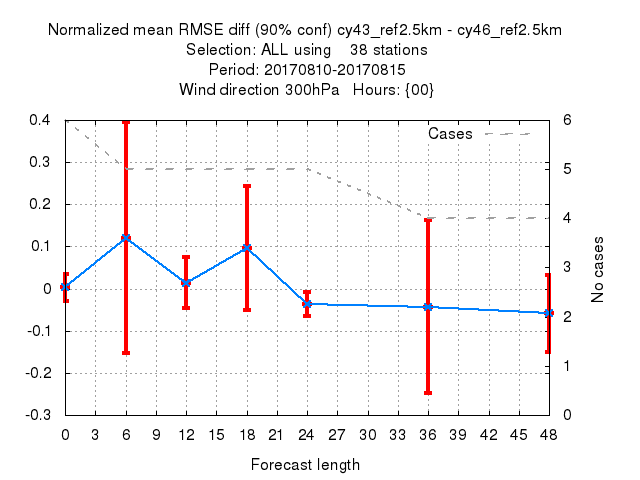 Normalized mean RMSE diff (90% conf) cy43_ref2.5km - cy46_ref2.5km
Selection: ALL using    38 stations
Period: 20170810-20170815
Wind direction 300hPa   Hours: {00}
Cases
0.4
0.3
0.2
0.1
0
-0.1
-0.2
-0.3
6
5
4
3
2
1
0
No cases
0 3 6 9 12 15 18 21 24 27 30 33 36 39 42 45 48
Forecast length